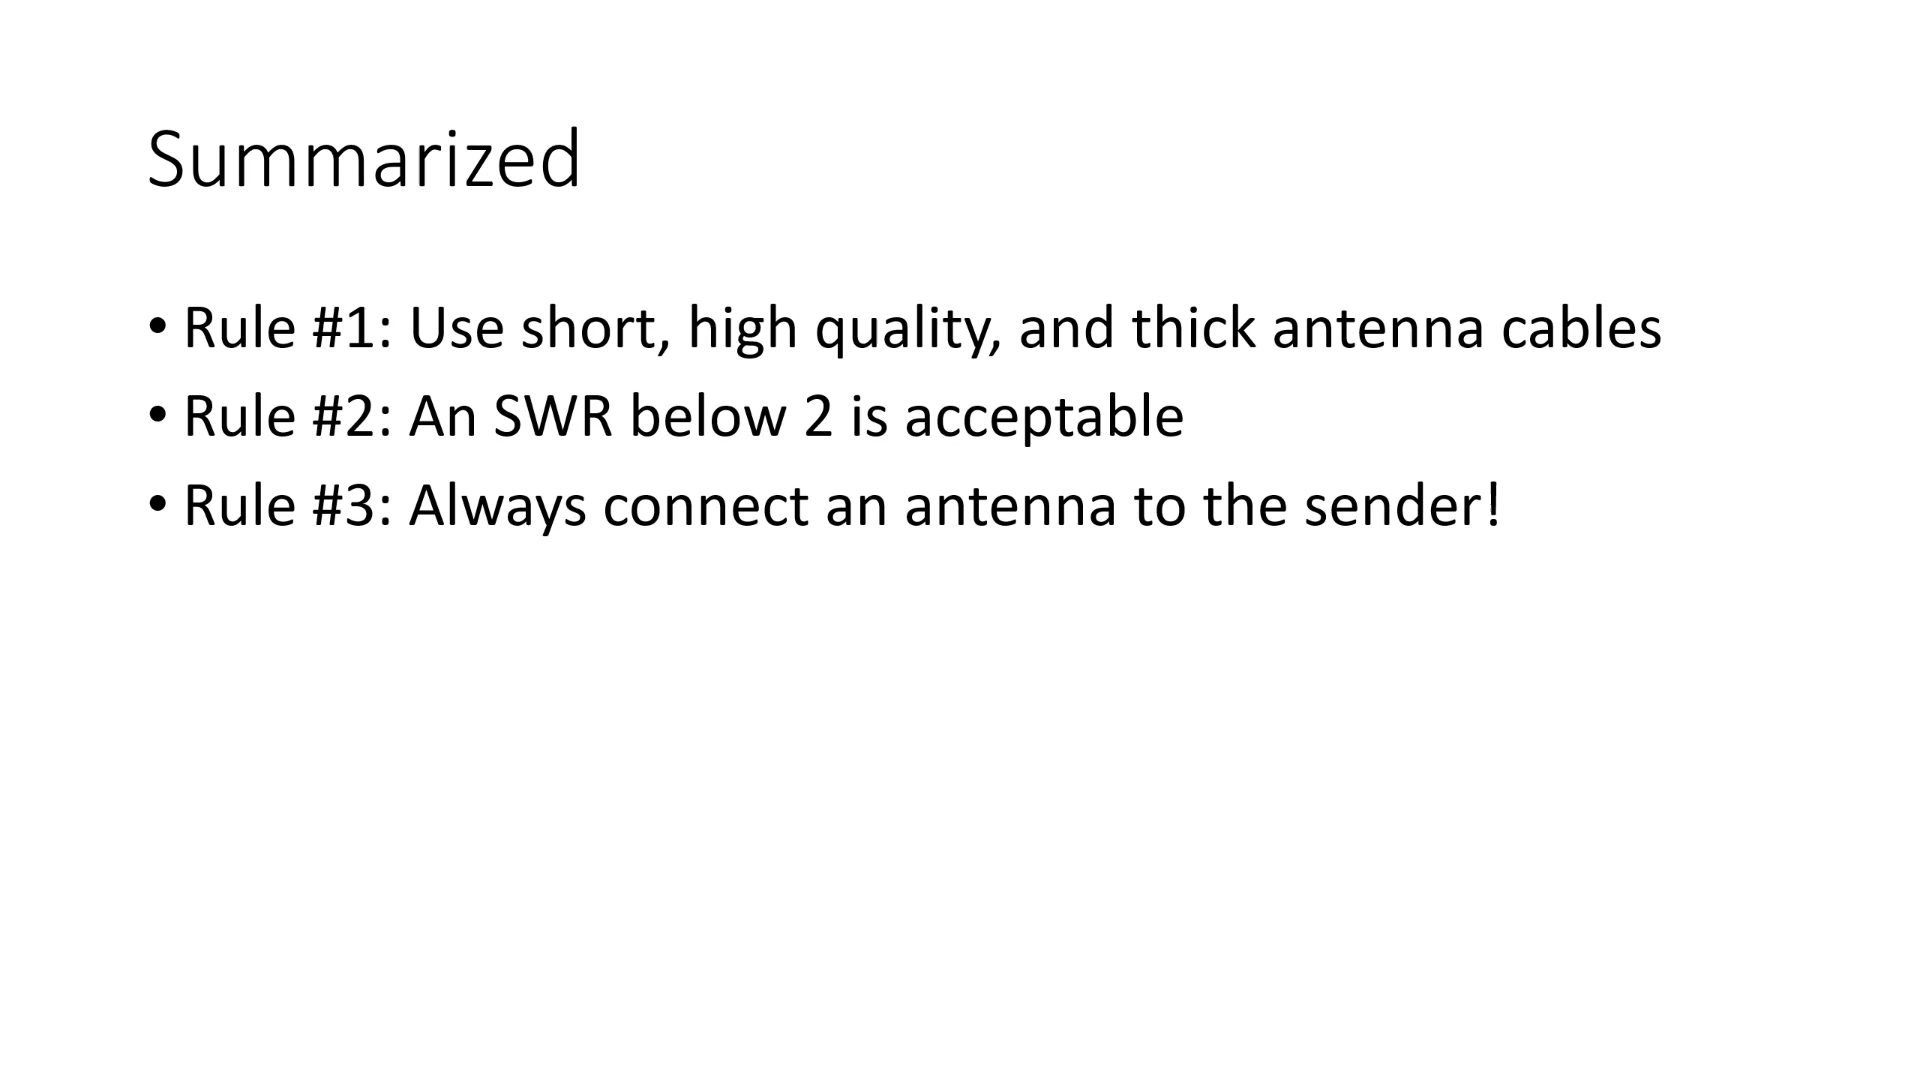 Summarized
• Rule #1: Use short, high quality, and thick antenna cables
• Rule #2: An SWR below 2 is acceptable
• Rule #3: Always connect an antenna to the sender!